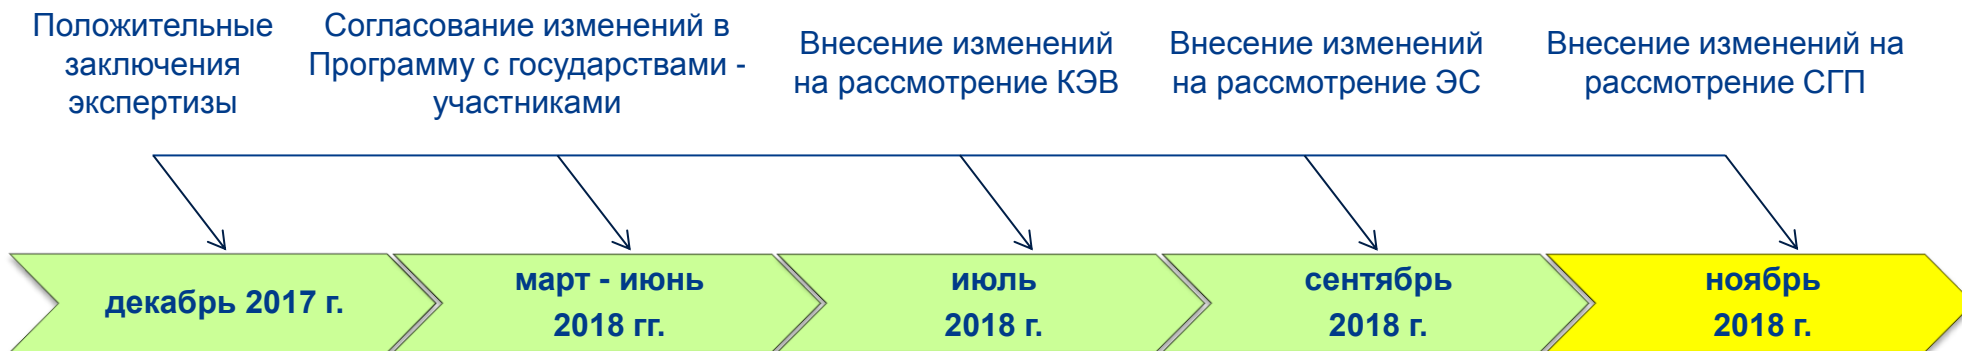 Положительные
заключения
экспертизы
Согласование изменений в
Программу с государствами -
участниками
Внесение изменений
на рассмотрение КЭВ
Внесение изменений
на рассмотрение ЭС
Внесение изменений на
рассмотрение СГП
декабрь 2017 г.
март - июнь
2018 гг.
июль
2018 г.
сентябрь
2018 г.
ноябрь
2018 г.